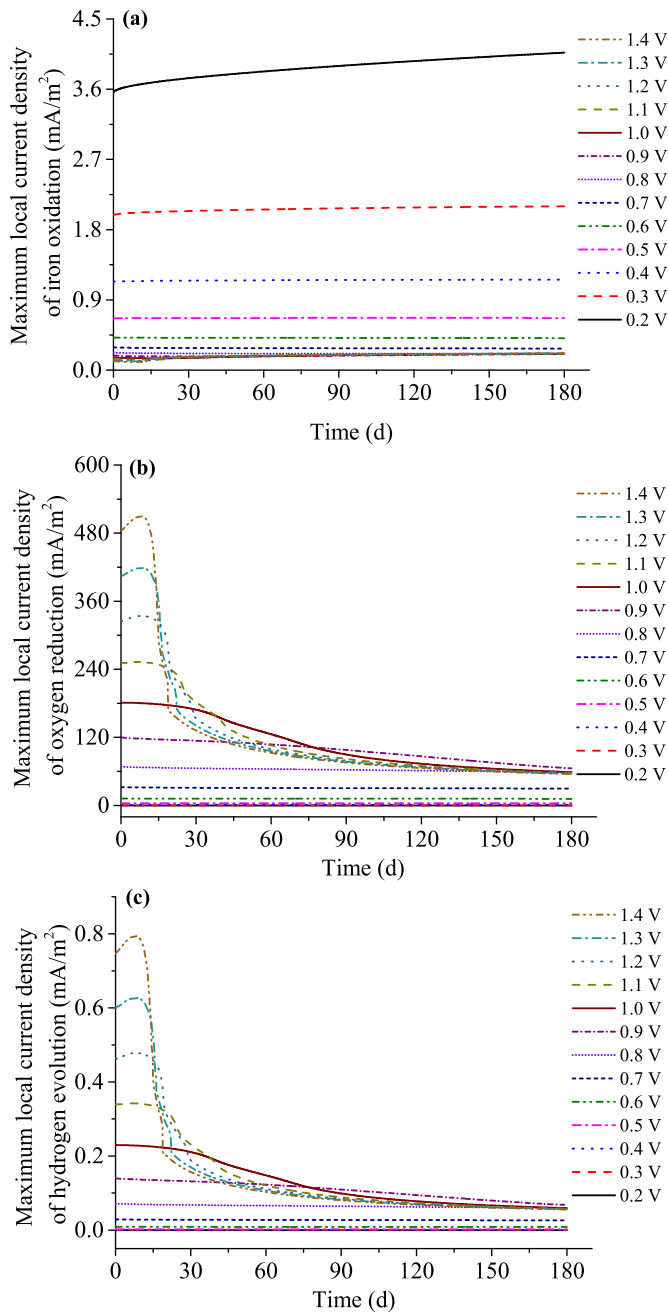 (a)
Maximum local current density
of iron oxidation (mA/m²)
4.5
3.6
2.7
1.8
0.9
0.0
0 30 60 90 120 150 180
Time (d)
1.4 V
1.3 V
1.2 V
1.1 V
1.0 V
0.9 V
0.8 V
0.7 V
0.6 V
0.5 V
0.4 V
0.3 V
0.2 V
(b)
Maximum local current density
of oxygen reduction (mA/m²)
600
480
360
240
120
0
0 30 60 90 120 150 180
Time (d)
1.4 V
1.3 V
1.2 V
1.1 V
1.0 V
0.9 V
0.8 V
0.7 V
0.6 V
0.5 V
0.4 V
0.3 V
0.2 V
(c)
Maximum local current density
of hydrogen evolution (mA/m²)
0.8
0.6
0.4
0.2
0.0
0 30 60 90 120 150 180
Time (d)
1.4 V
1.3 V
1.2 V
1.1 V
1.0 V
0.9 V
0.8 V
0.7 V
0.6 V
0.5 V
0.4 V
0.3 V
0.2 V